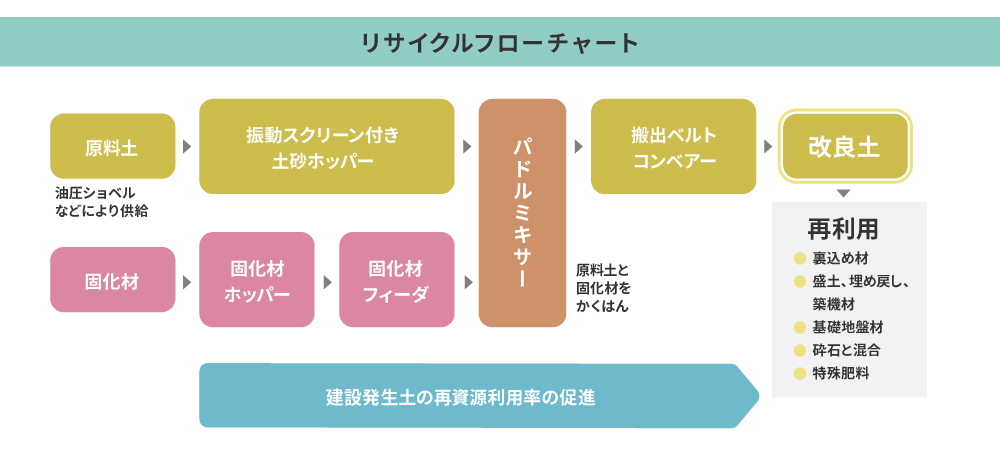 リサイクルフローチャート
原料土
油圧ショベル
などにより供給
振動スクリーン付き
土砂ホッパー
固化材
固化材
ホッパー
固化材
フィーダ
パドルミキサー
原料土と
固化材を
かくはん
搬出ベルト
コンベアー
改良土
再利用
裏込め材
盛土、埋め戻し、
築機材
基礎地盤材
砕石と混合
特殊肥料
建設発生土の再資源利用率の促進